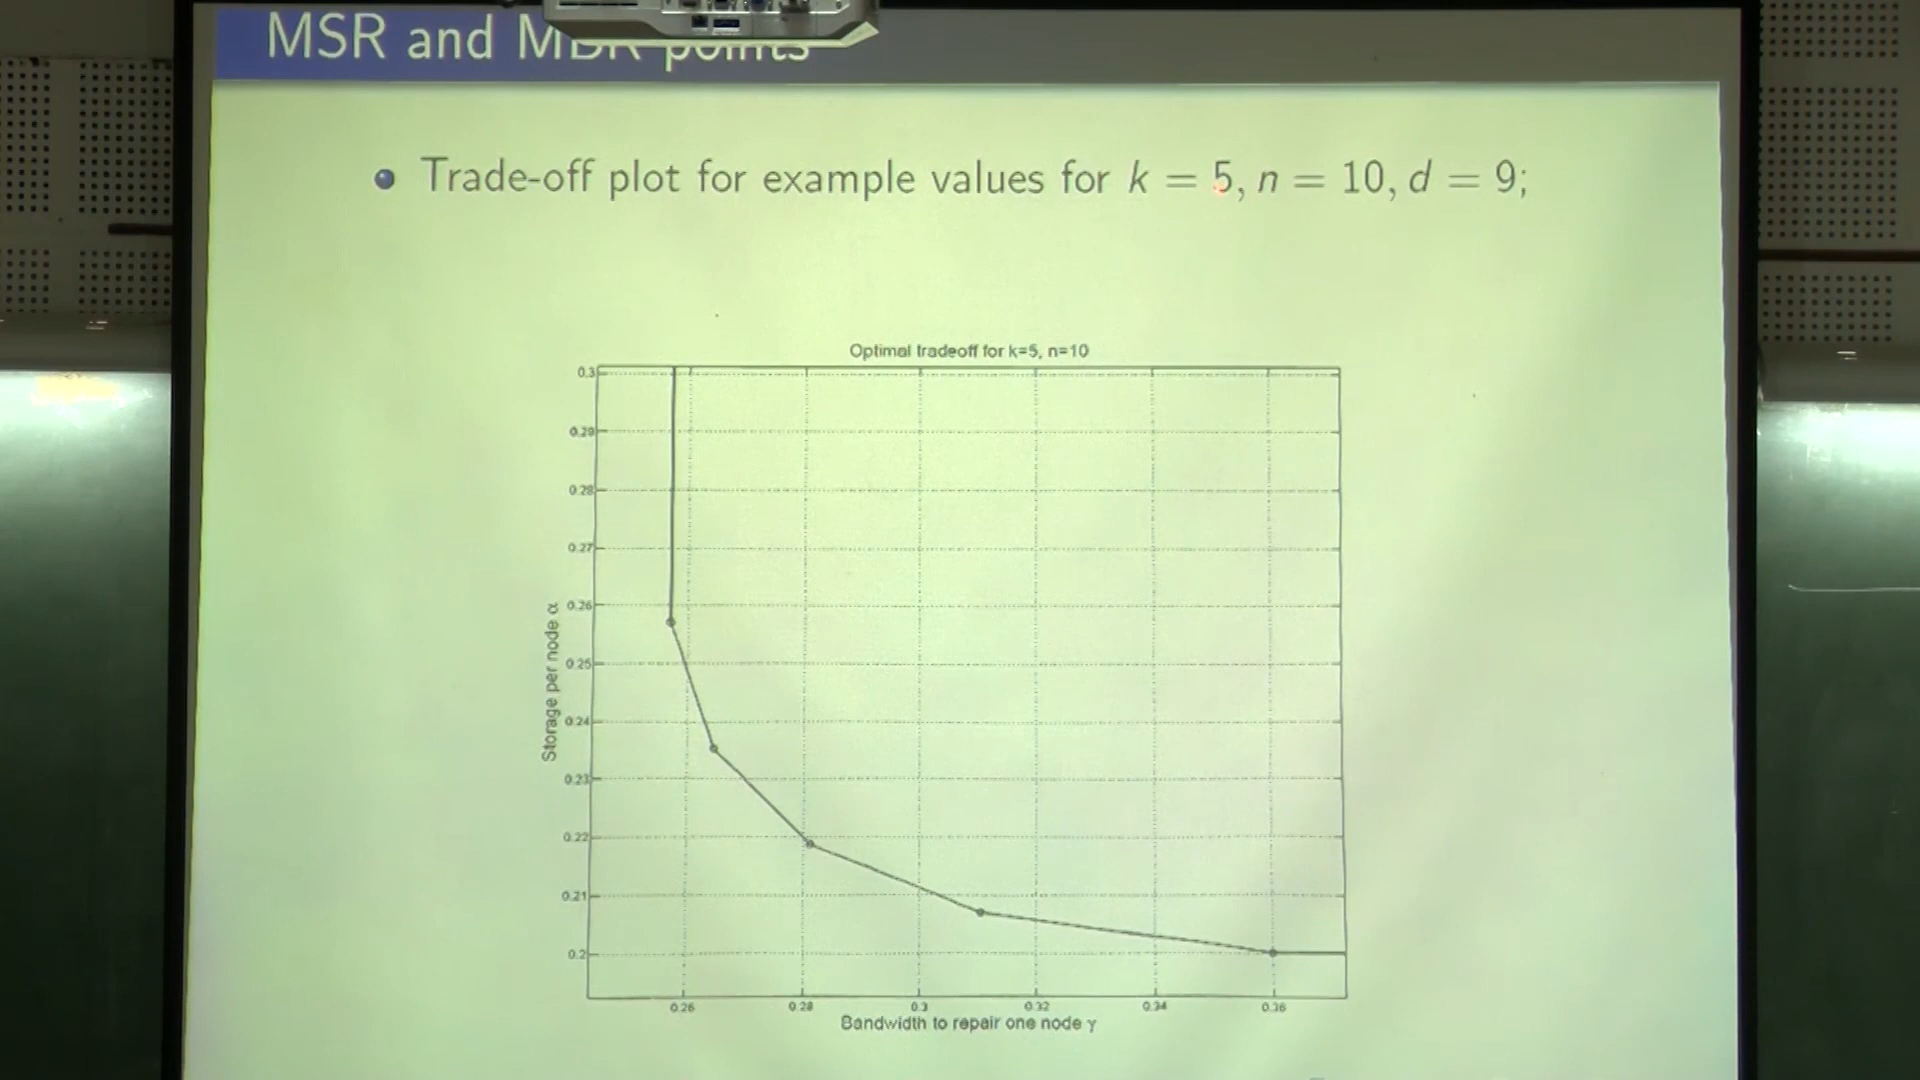 MSR and MBR points
Trade-off plot for example values for k = 5, n = 10, d = 9;
Optimal tradeoff for k=5, n=10
0.3
0.29
0.28
0.27
0.26
0.25
0.24
0.23
0.22
0.21
0.2
Storage per node α
0.26 0.28 0.3 0.32 0.34 0.36
Bandwidth to repair one node γ